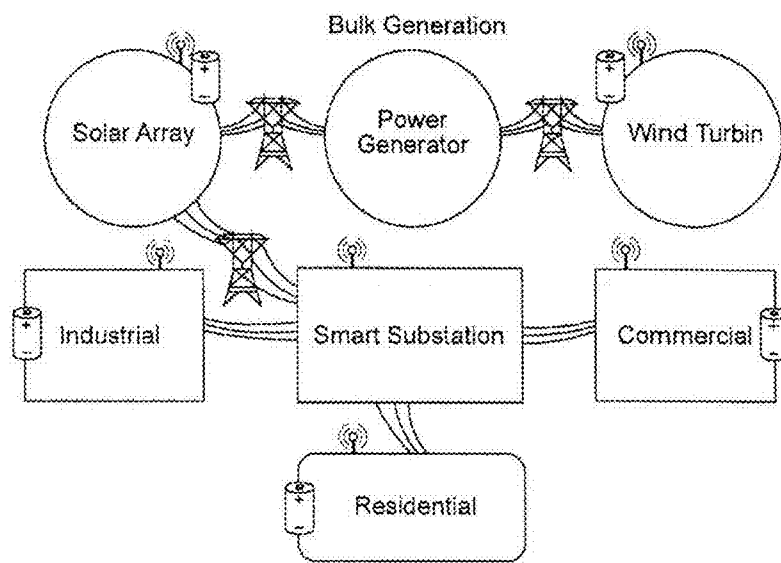 Bulk Generation
Solar Array
Power
Generator
Wind Turbin
Industrial
Smart Substation
Commercial
Residential